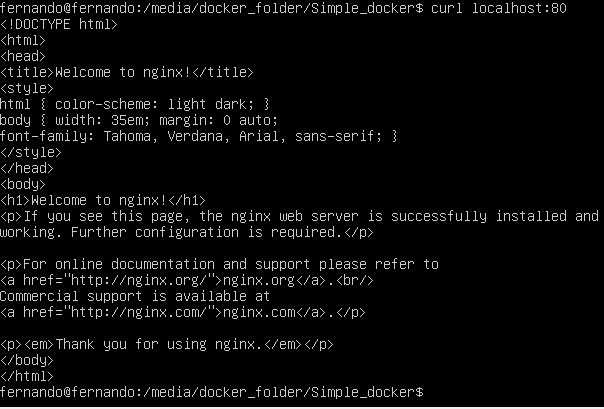 fernando@fernando:/media/docker_folder/Simple_docker$ curl localhost:80
<!DOCTYPE html>
<html>
<head>
<title>Welcome to nginx!</title>
<style>
html { color-scheme: light dark; }
body { width: 35em; margin: 0 auto;
font-family: Tahoma, Verdana, Arial, sans-serif; }
</style>
</head>
<body>
<h1>Welcome to nginx!</h1>
<p>If you see this page, the nginx web server is successfully installed and
working. Further configuration is required.</p>

<p>For online documentation and support please refer to
<a href="http://nginx.org/">nginx.org</a>.<br/>
Commercial support is available at
<a href="http://nginx.com/">nginx.com</a>.</p>

<p><em>Thank you for using nginx.</em></p>
</body>
</html>
fernando@fernando:/media/docker_folder/Simple_docker$